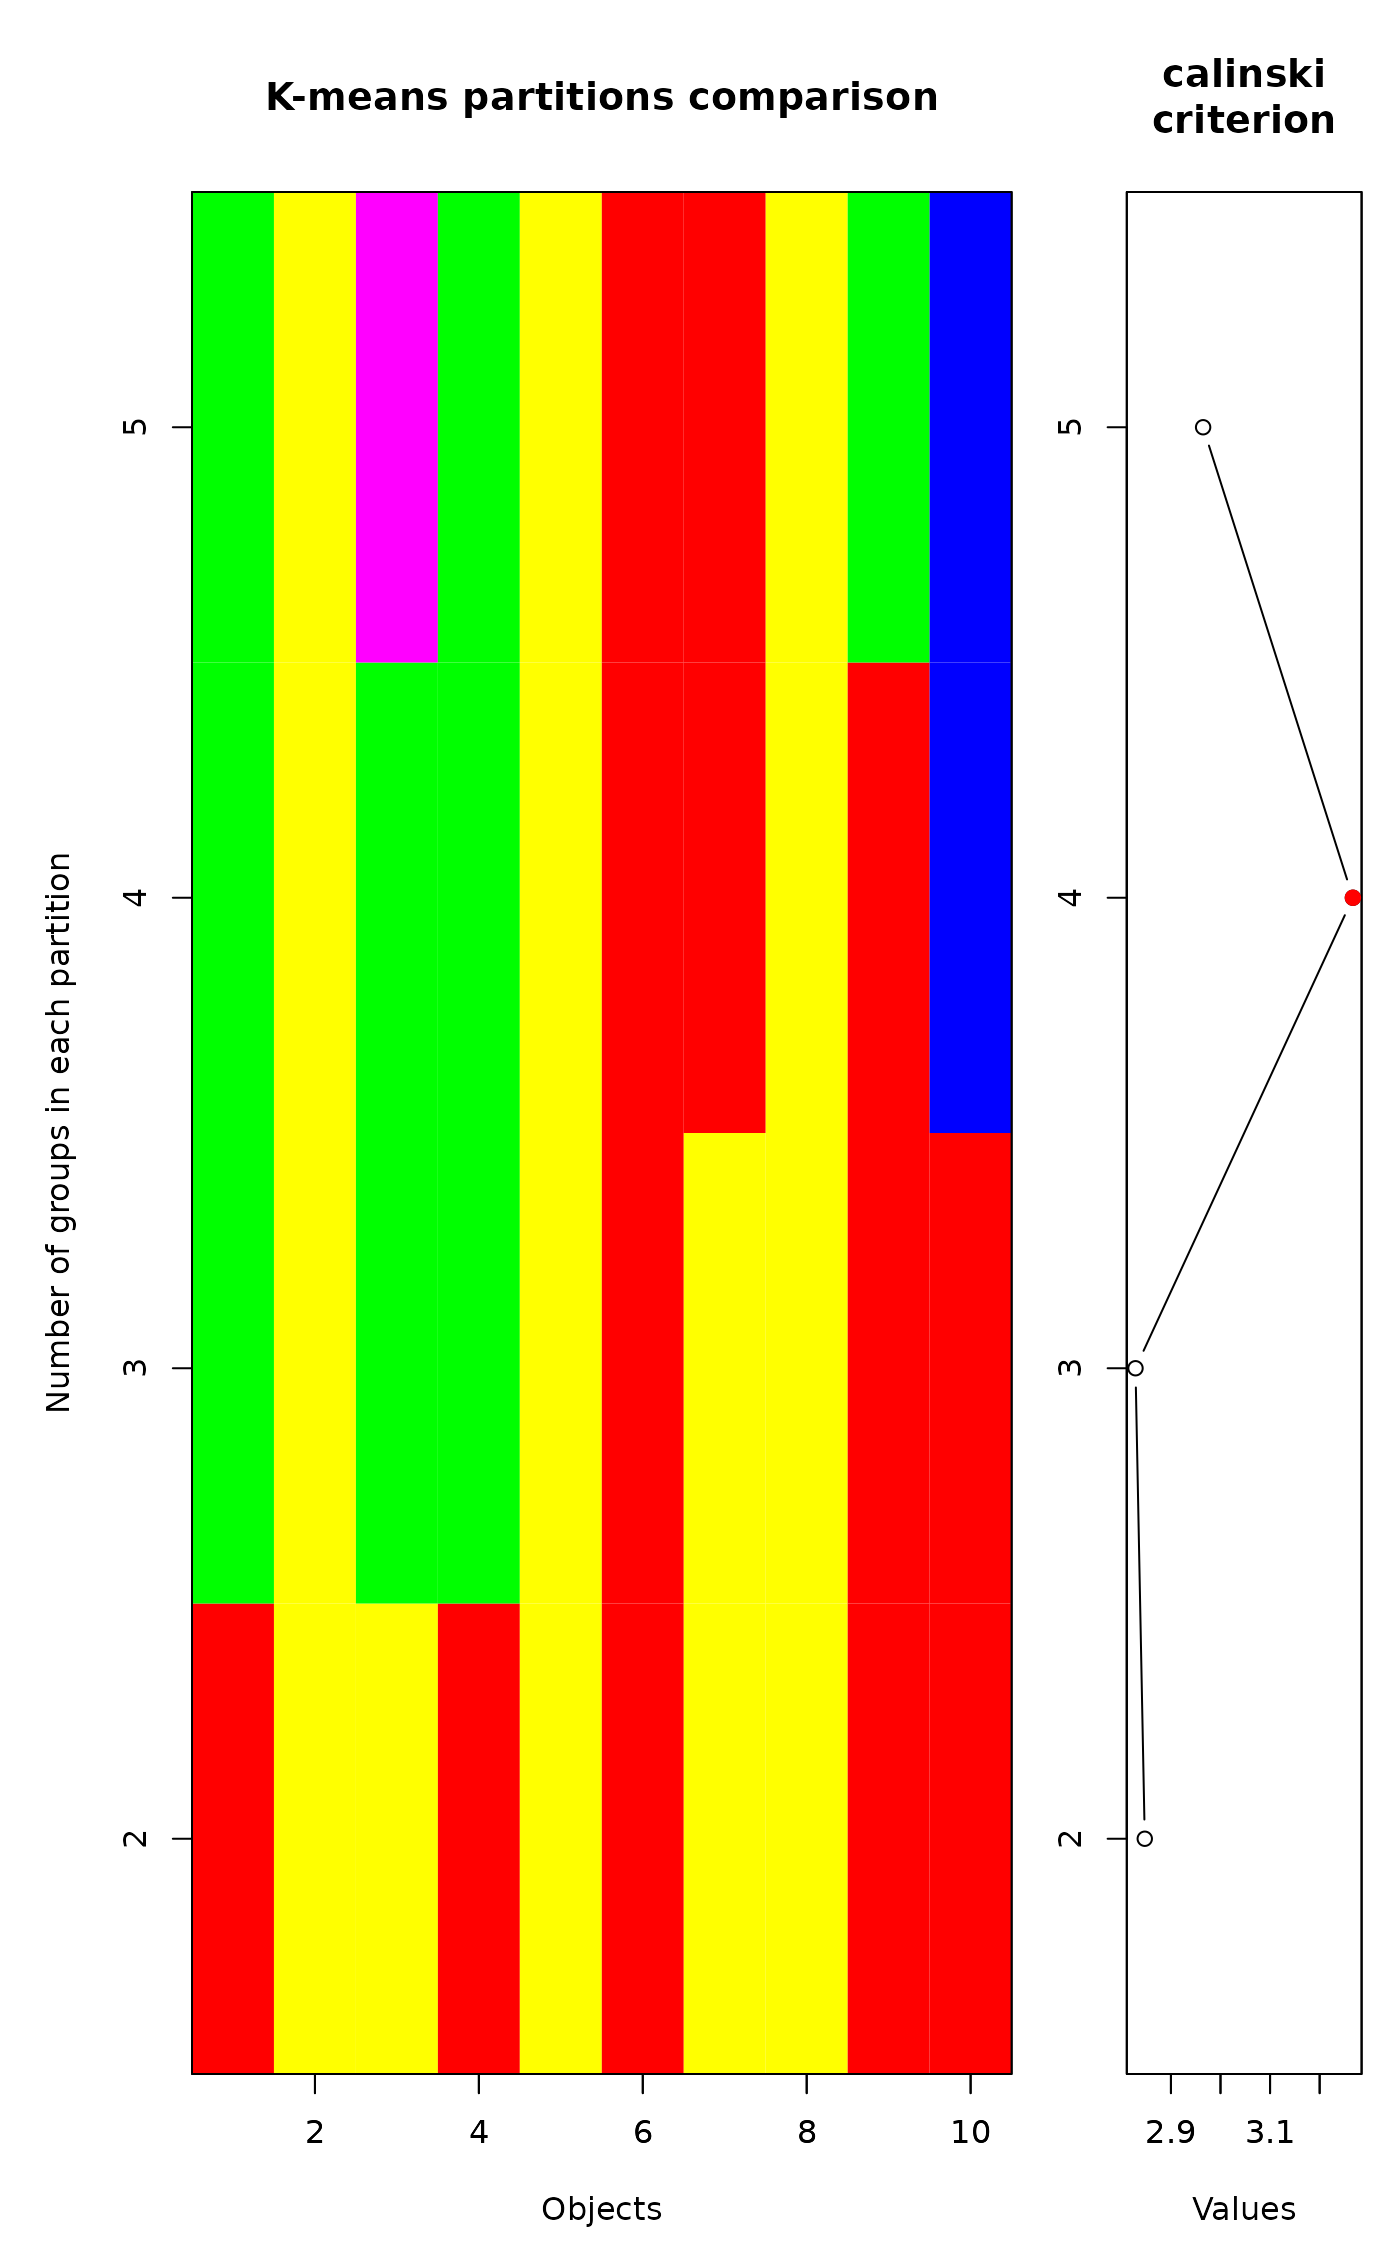 K-means partitions comparison
calinski
criterion
Number of groups in each partition
5
4
3
2
2 4 6 8 10
Objects
5
4
3
2
2.9 3.1
Values